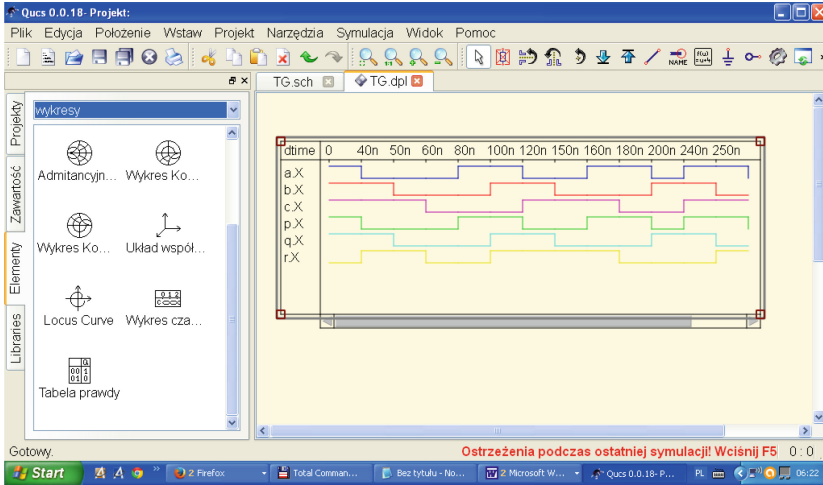 Qucs 0.0.18- Projekt:
Plik Edycja Położenie Wstaw Projekt Narzędzia Symulacja Widok Pomoc
NAME
TG.sch TG.dpl
Projekty
Zawartość
Elementy
Libraries
wykresy
Admitancyjn... Wykres Ko...
Wykres Ko... Układ współ...
Locus Curve Wykres cza...
Tabela prawdy
dtime 0 40n 50n 60n 80n 100n 120n 150n 160n 180n 200n 240n 250n
a.X
b.X
c.X
p.X
q.X
r.X
Gotowy. Ostrzeżenia podczas ostatniej symulacji! Wciśnij F5 0 : 0
Start 2 Firefox Total Comman... Bez tytułu - No... 2 Microsoft W... Qucs 0.0.18- P... PL 06:22